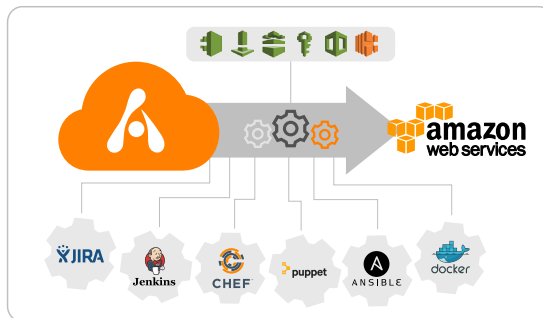 amazon
web services
JIRA
Jenkins
CHEF
puppet
ANSIBLE
docker